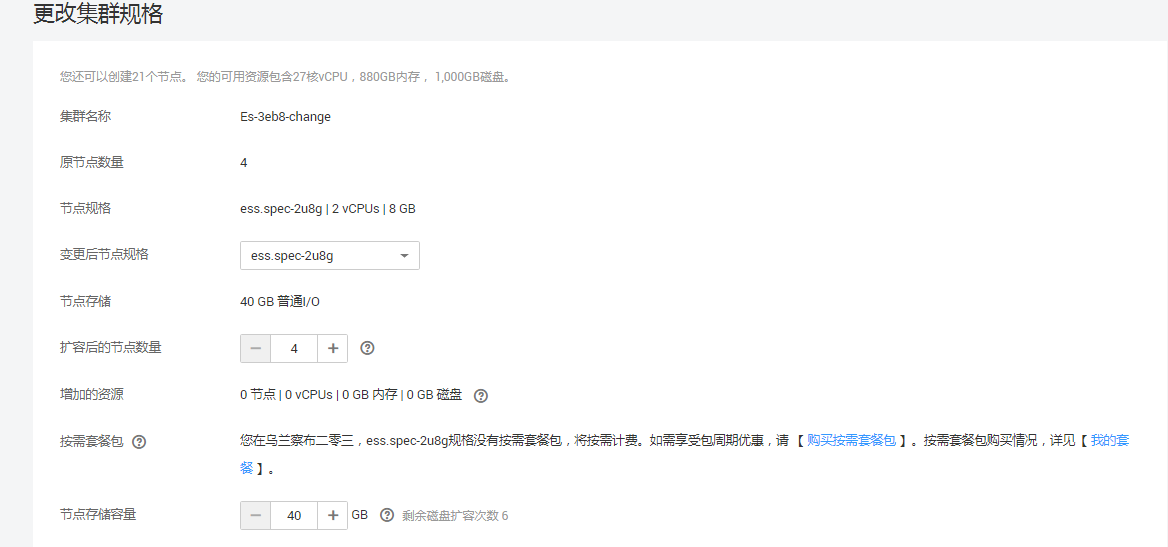 更改集群规格
您还可以创建21个节点。 您的可用资源包含27核vCPU，880GB内存， 1,000GB磁盘。
集群名称 Es-3eb8-change
原节点数量 4
节点规格 ess.spec-2u8g | 2 vCPUs | 8 GB
变更后节点规格 ess.spec-2u8g
节点存储 40 GB 普通I/O
扩容后的节点数量 − 4 + ?
增加的资源 0 节点 | 0 vCPUs | 0 GB 内存 | 0 GB 磁盘 ?
按需套餐包 ? 您在乌兰察布二零三，ess.spec-2u8g规格没有按需套餐包，将按需计费。如需享受包周期优惠，请 【 购买按需套餐包 】。按需套餐包购买情况，详见【 我的套
餐 】。
节点存储容量 − 40 + GB ? 剩余磁盘扩容次数 6